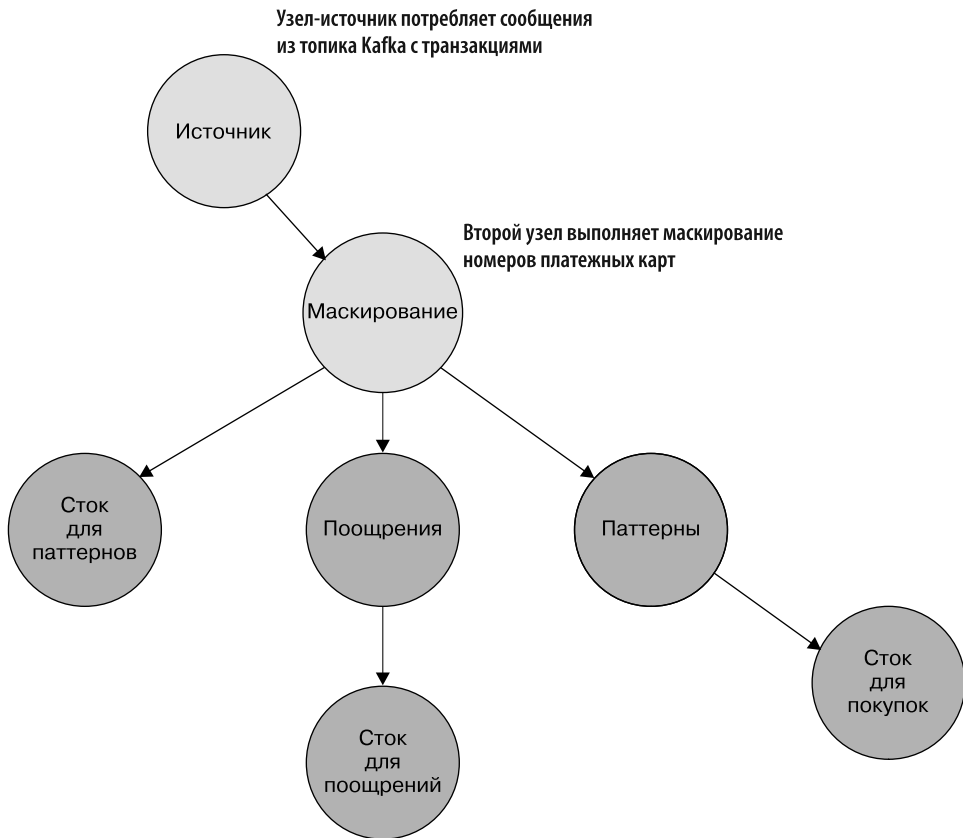 Узел-источник потребляет сообщения
из топика Kafka с транзакциями
Источник
Второй узел выполняет маскирование
номеров платежных карт
Маскирование
Сток
для
паттернов
Поощрения
Паттерны
Сток
для
покупок
Сток
для
поощрений